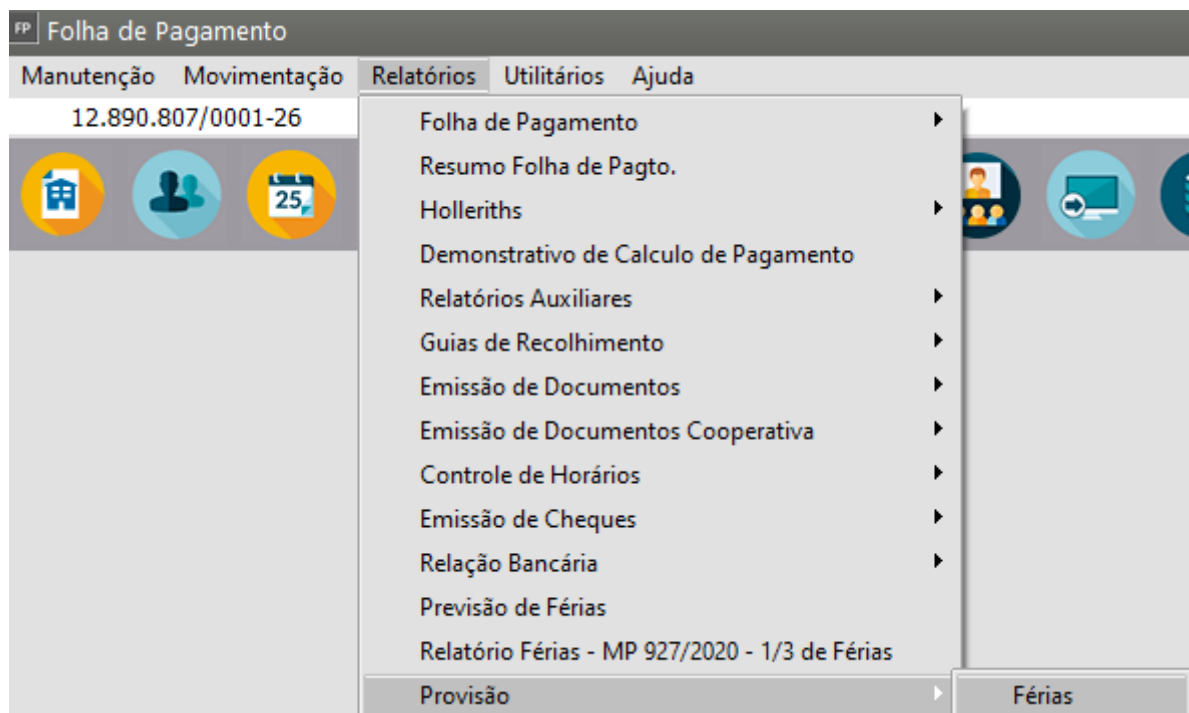 FP Folha de Pagamento
Manutenção Movimentação Relatórios Utilitários Ajuda
12.890.807/0001-26
25
Folha de Pagamento
Resumo Folha de Pagto.
Holleriths
Demonstrativo de Calculo de Pagamento
Relatórios Auxiliares
Guias de Recolhimento
Emissão de Documentos
Emissão de Documentos Cooperativa
Controle de Horários
Emissão de Cheques
Relação Bancária
Previsão de Férias
Relatório Férias - MP 927/2020 - 1/3 de Férias
Provisão Férias